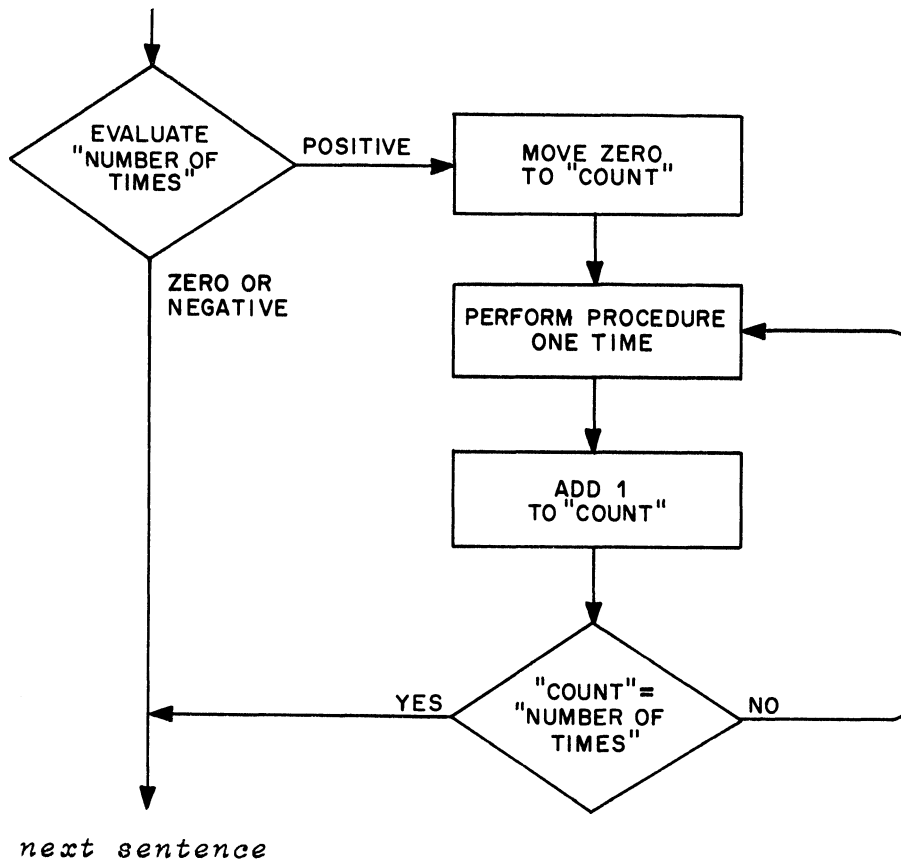 EVALUATE
"NUMBER OF
TIMES"
POSITIVE
MOVE ZERO
TO "COUNT"
ZERO OR
NEGATIVE
PERFORM PROCEDURE
ONE TIME
ADD 1
TO "COUNT"
"COUNT"=
"NUMBER OF
TIMES"
YES
NO
next sentence